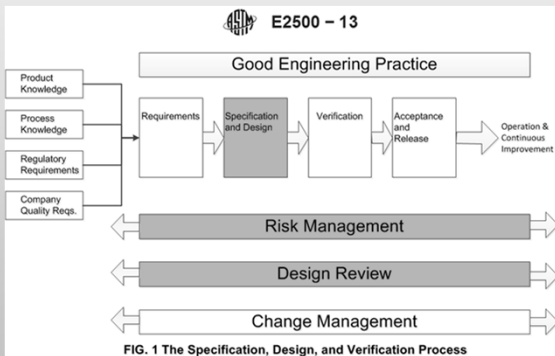 ASTM
E2500 – 13
Good Engineering Practice
Product
Knowledge
Process
Knowledge
Regulatory
Requirements
Company
Quality Reqs.
Requirements
Specification
and Design
Verification
Acceptance
and
Release
Operation &
Continuous
Improvement
Risk Management
Design Review
Change Management
FIG. 1 The Specification, Design, and Verification Process